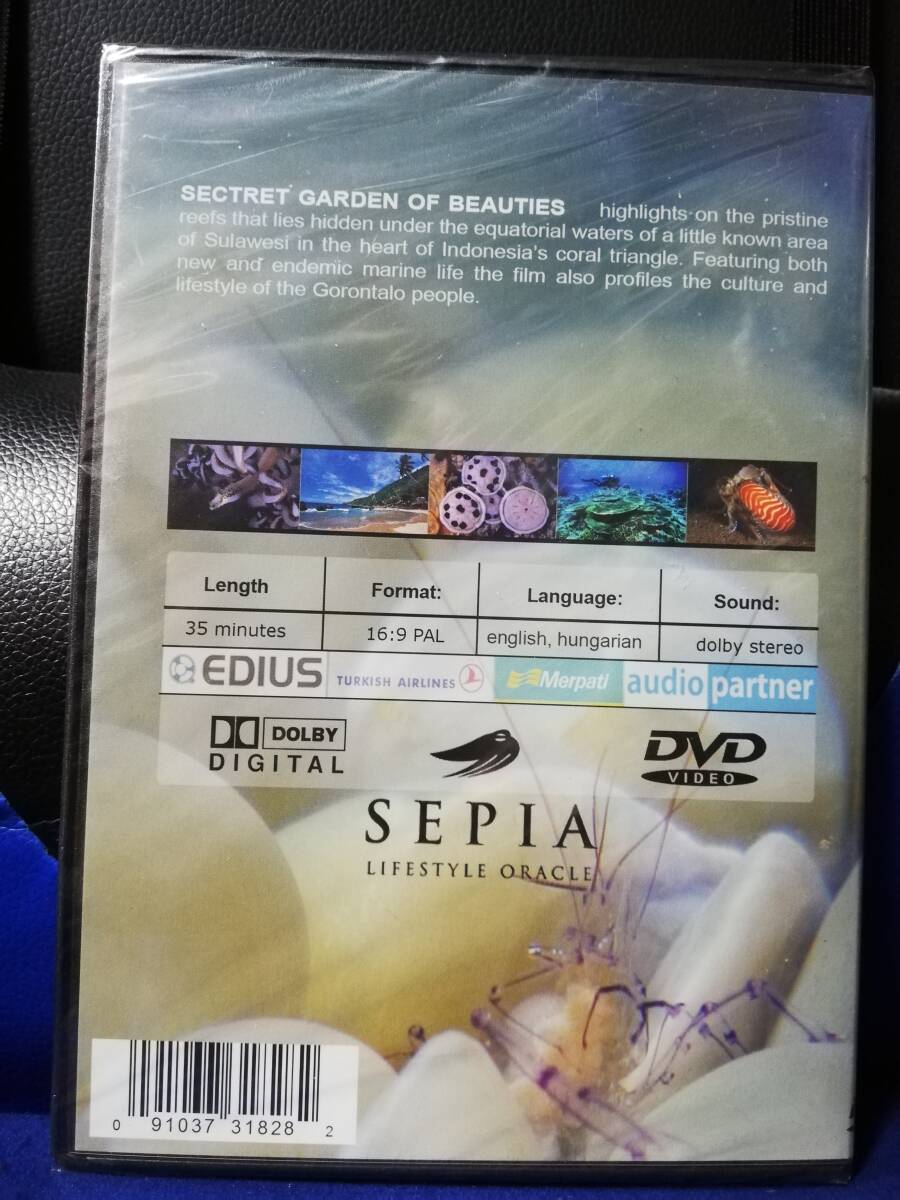 SECTRET GARDEN OF BEAUTIES highlights on the pristine
reefs that lies hidden under the equatorial waters of a little known area
of Sulawesi in the heart of Indonesia's coral triangle. Featuring both
new and endemic marine life the film also profiles the culture and
lifestyle of the Gorontalo people.
Length Format: Language: Sound:
35 minutes 16:9 PAL english, hungarian dolby stereo
EDIUS TURKISH AIRLINES Merpati audio partner
DOLBY
DIGITAL
DVD
VIDEO
SEPIA
LIFESTYLE ORACLE
0 91037 31828 2